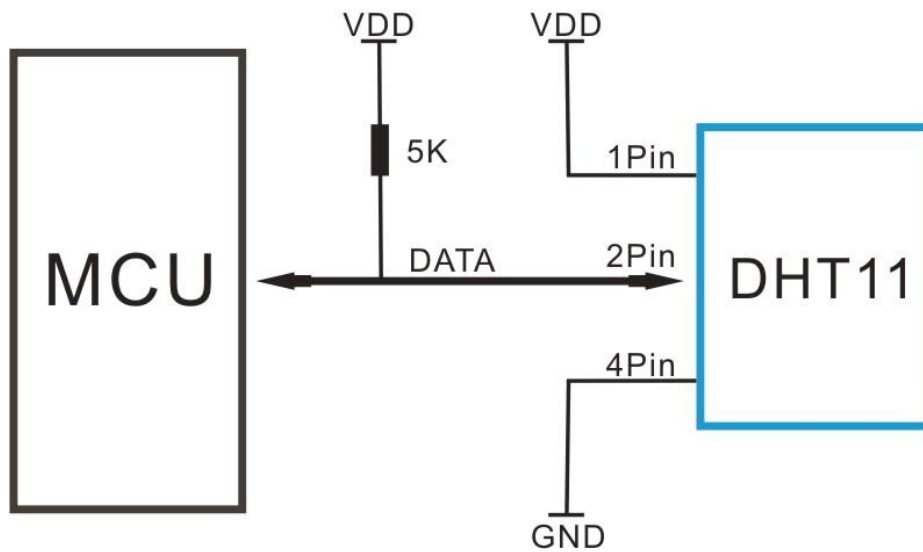 VDD
VDD
5K
1Pin
MCU
DATA
2Pin
DHT11
4Pin
GND